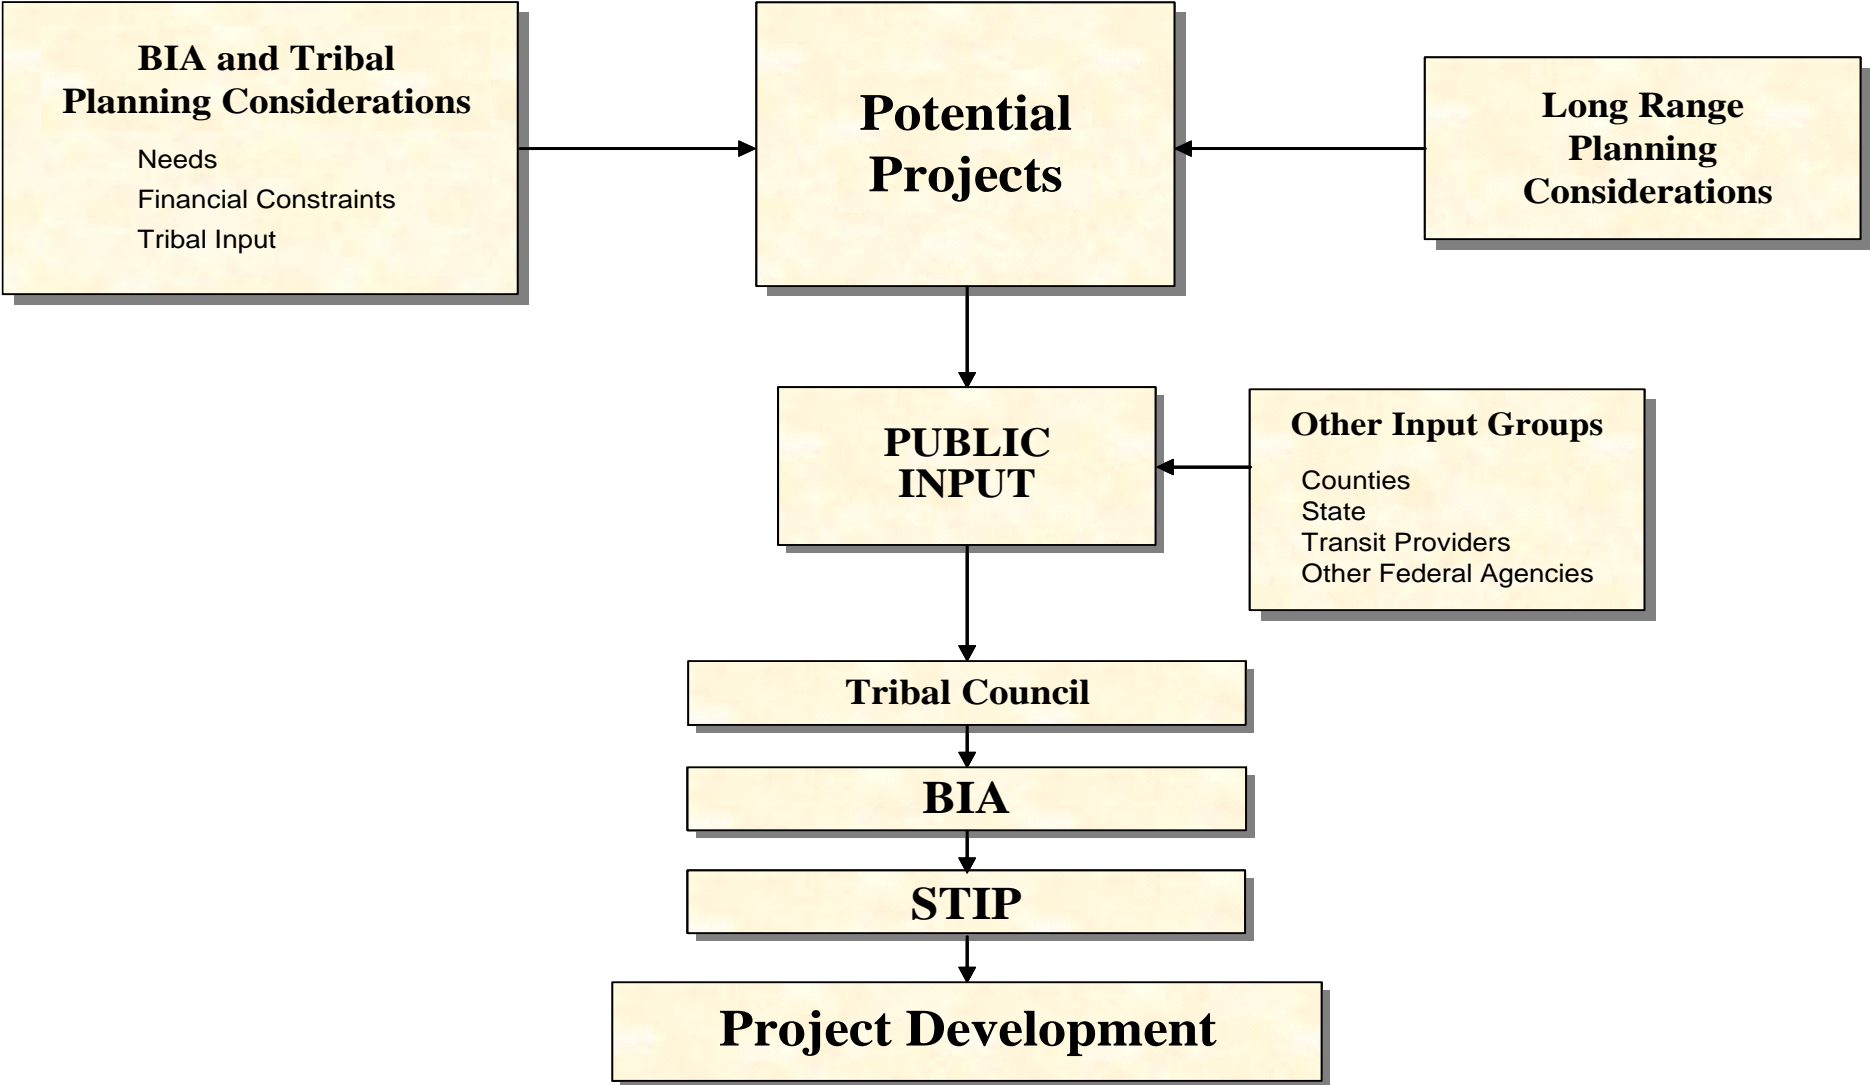 BIA and Tribal
Planning Considerations
Needs
Financial Constraints
Tribal Input
Potential
Projects
Long Range
Planning
Considerations
PUBLIC
INPUT
Other Input Groups
Counties
State
Transit Providers
Other Federal Agencies
Tribal Council
BIA
STIP
Project Development